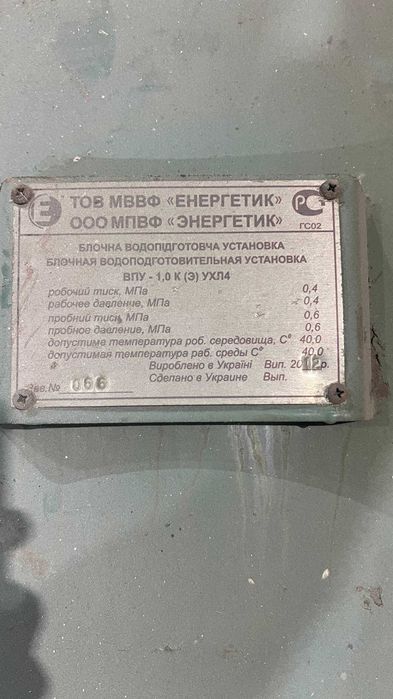 Е ТОВ МВВФ «ЕНЕРГЕТИК»
ООО МПВФ «ЭНЕРГЕТИК»
РС
ГС02
БЛОЧНА ВОДОПІДГОТОВЧА УСТАНОВКА
БЛОЧНАЯ ВОДОПОДГОТОВИТЕЛЬНАЯ УСТАНОВКА
ВПУ - 1,0 К (Э) УХЛ4
робочий тиск, МПа 0,4
рабочее давление, МПа 0,4
пробний тиск, МПа 0,6
пробное давление, МПа 0,6
допустиме температура роб. середовища, С° 40,0
допустимая температура раб. среды С° 40,0
Вироблено в Україні Вип. 2012р.
Зав.№ 066 Сделано в Украине Вып.